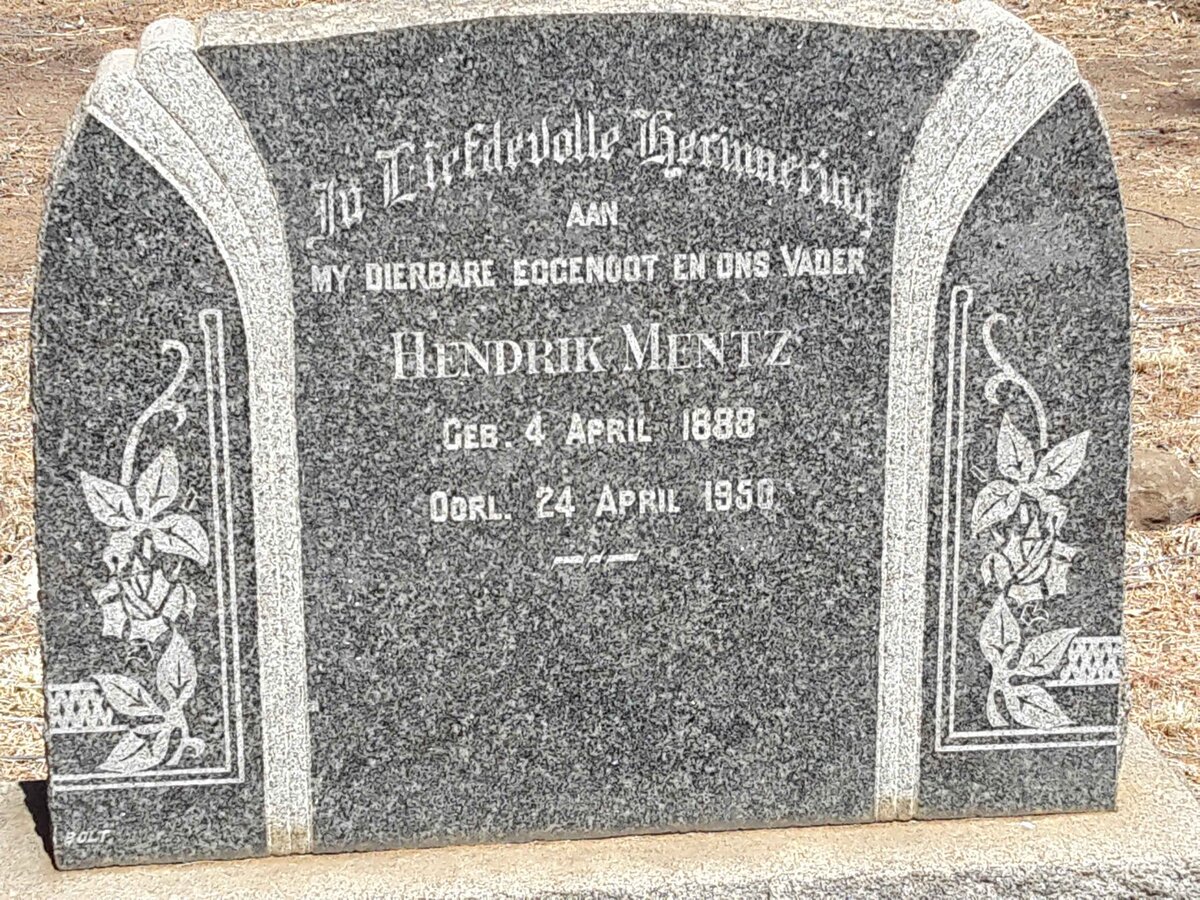 In Liefdevolle Herinnering
AAN
MY DIERBARE EGGENOOT EN ONS VADER
HENDRIK MENTZ
GEB. 4 APRIL 1888
OORL. 24 APRIL 1950
BOLT